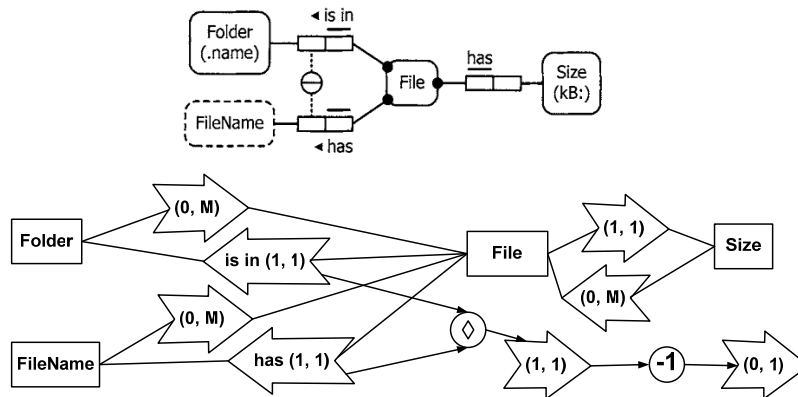 ◄ is in
Folder
(.name)
has
File
Size
(kB:)
FileName
◄ has
(0, M)
(1, 1)
Folder
is in (1, 1)
File
Size
(0, M)
(0, M)
FileName
has (1, 1)
(1, 1)
-1
(0, 1)